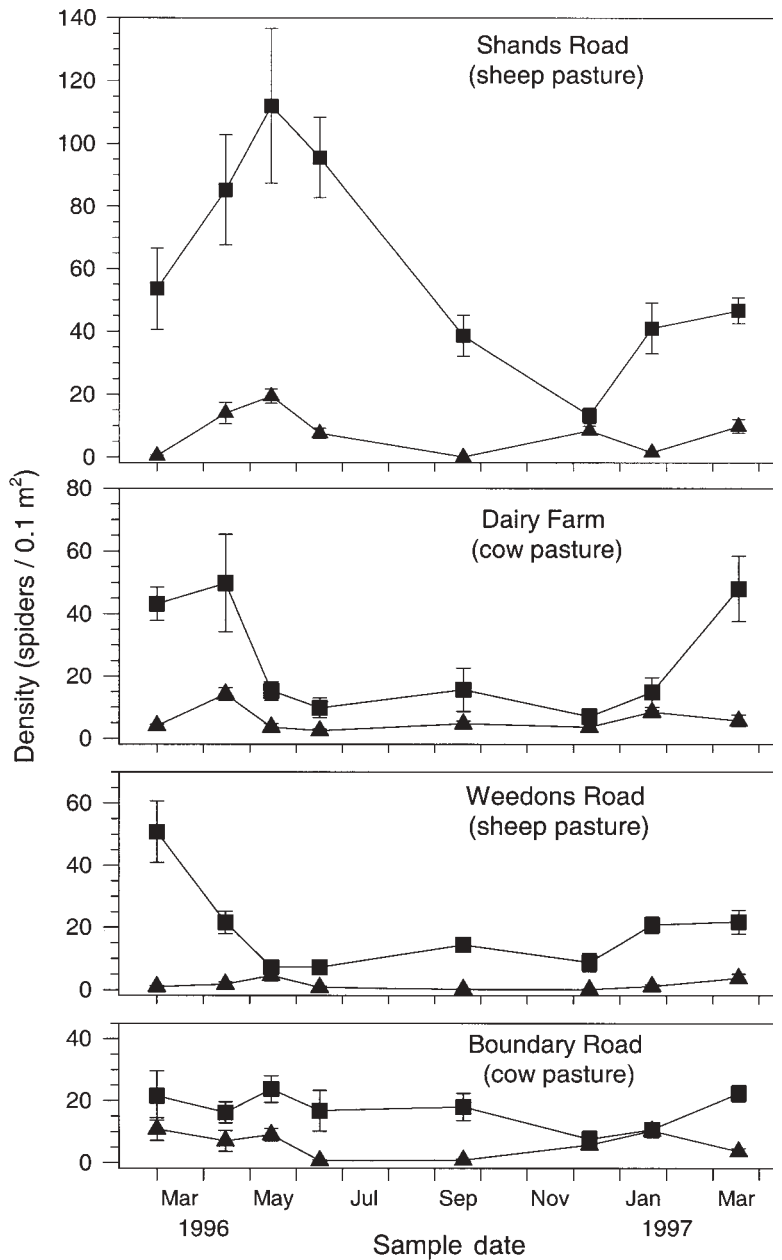 140
120
100
80
60
40
20
0
Shands Road
(sheep pasture)
80
60
40
20
0
Dairy Farm
(cow pasture)
60
40
20
0
Weedons Road
(sheep pasture)
40
20
0
Boundary Road
(cow pasture)
Density (spiders / 0.1 m²)
Mar May Jul Sep Nov Jan Mar
1996 1997
Sample date